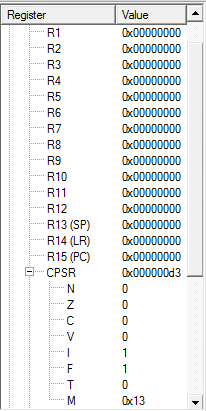 Register Value
R1 0x00000000
R2 0x00000000
R3 0x00000000
R4 0x00000000
R5 0x00000000
R6 0x00000000
R7 0x00000000
R8 0x00000000
R9 0x00000000
R10 0x00000000
R11 0x00000000
R12 0x00000000
R13 (SP) 0x00000000
R14 (LR) 0x00000000
R15 (PC) 0x00000000
CPSR 0x000000d3
N 0
Z 0
C 0
V 0
I 1
F 1
T 0
M 0x13